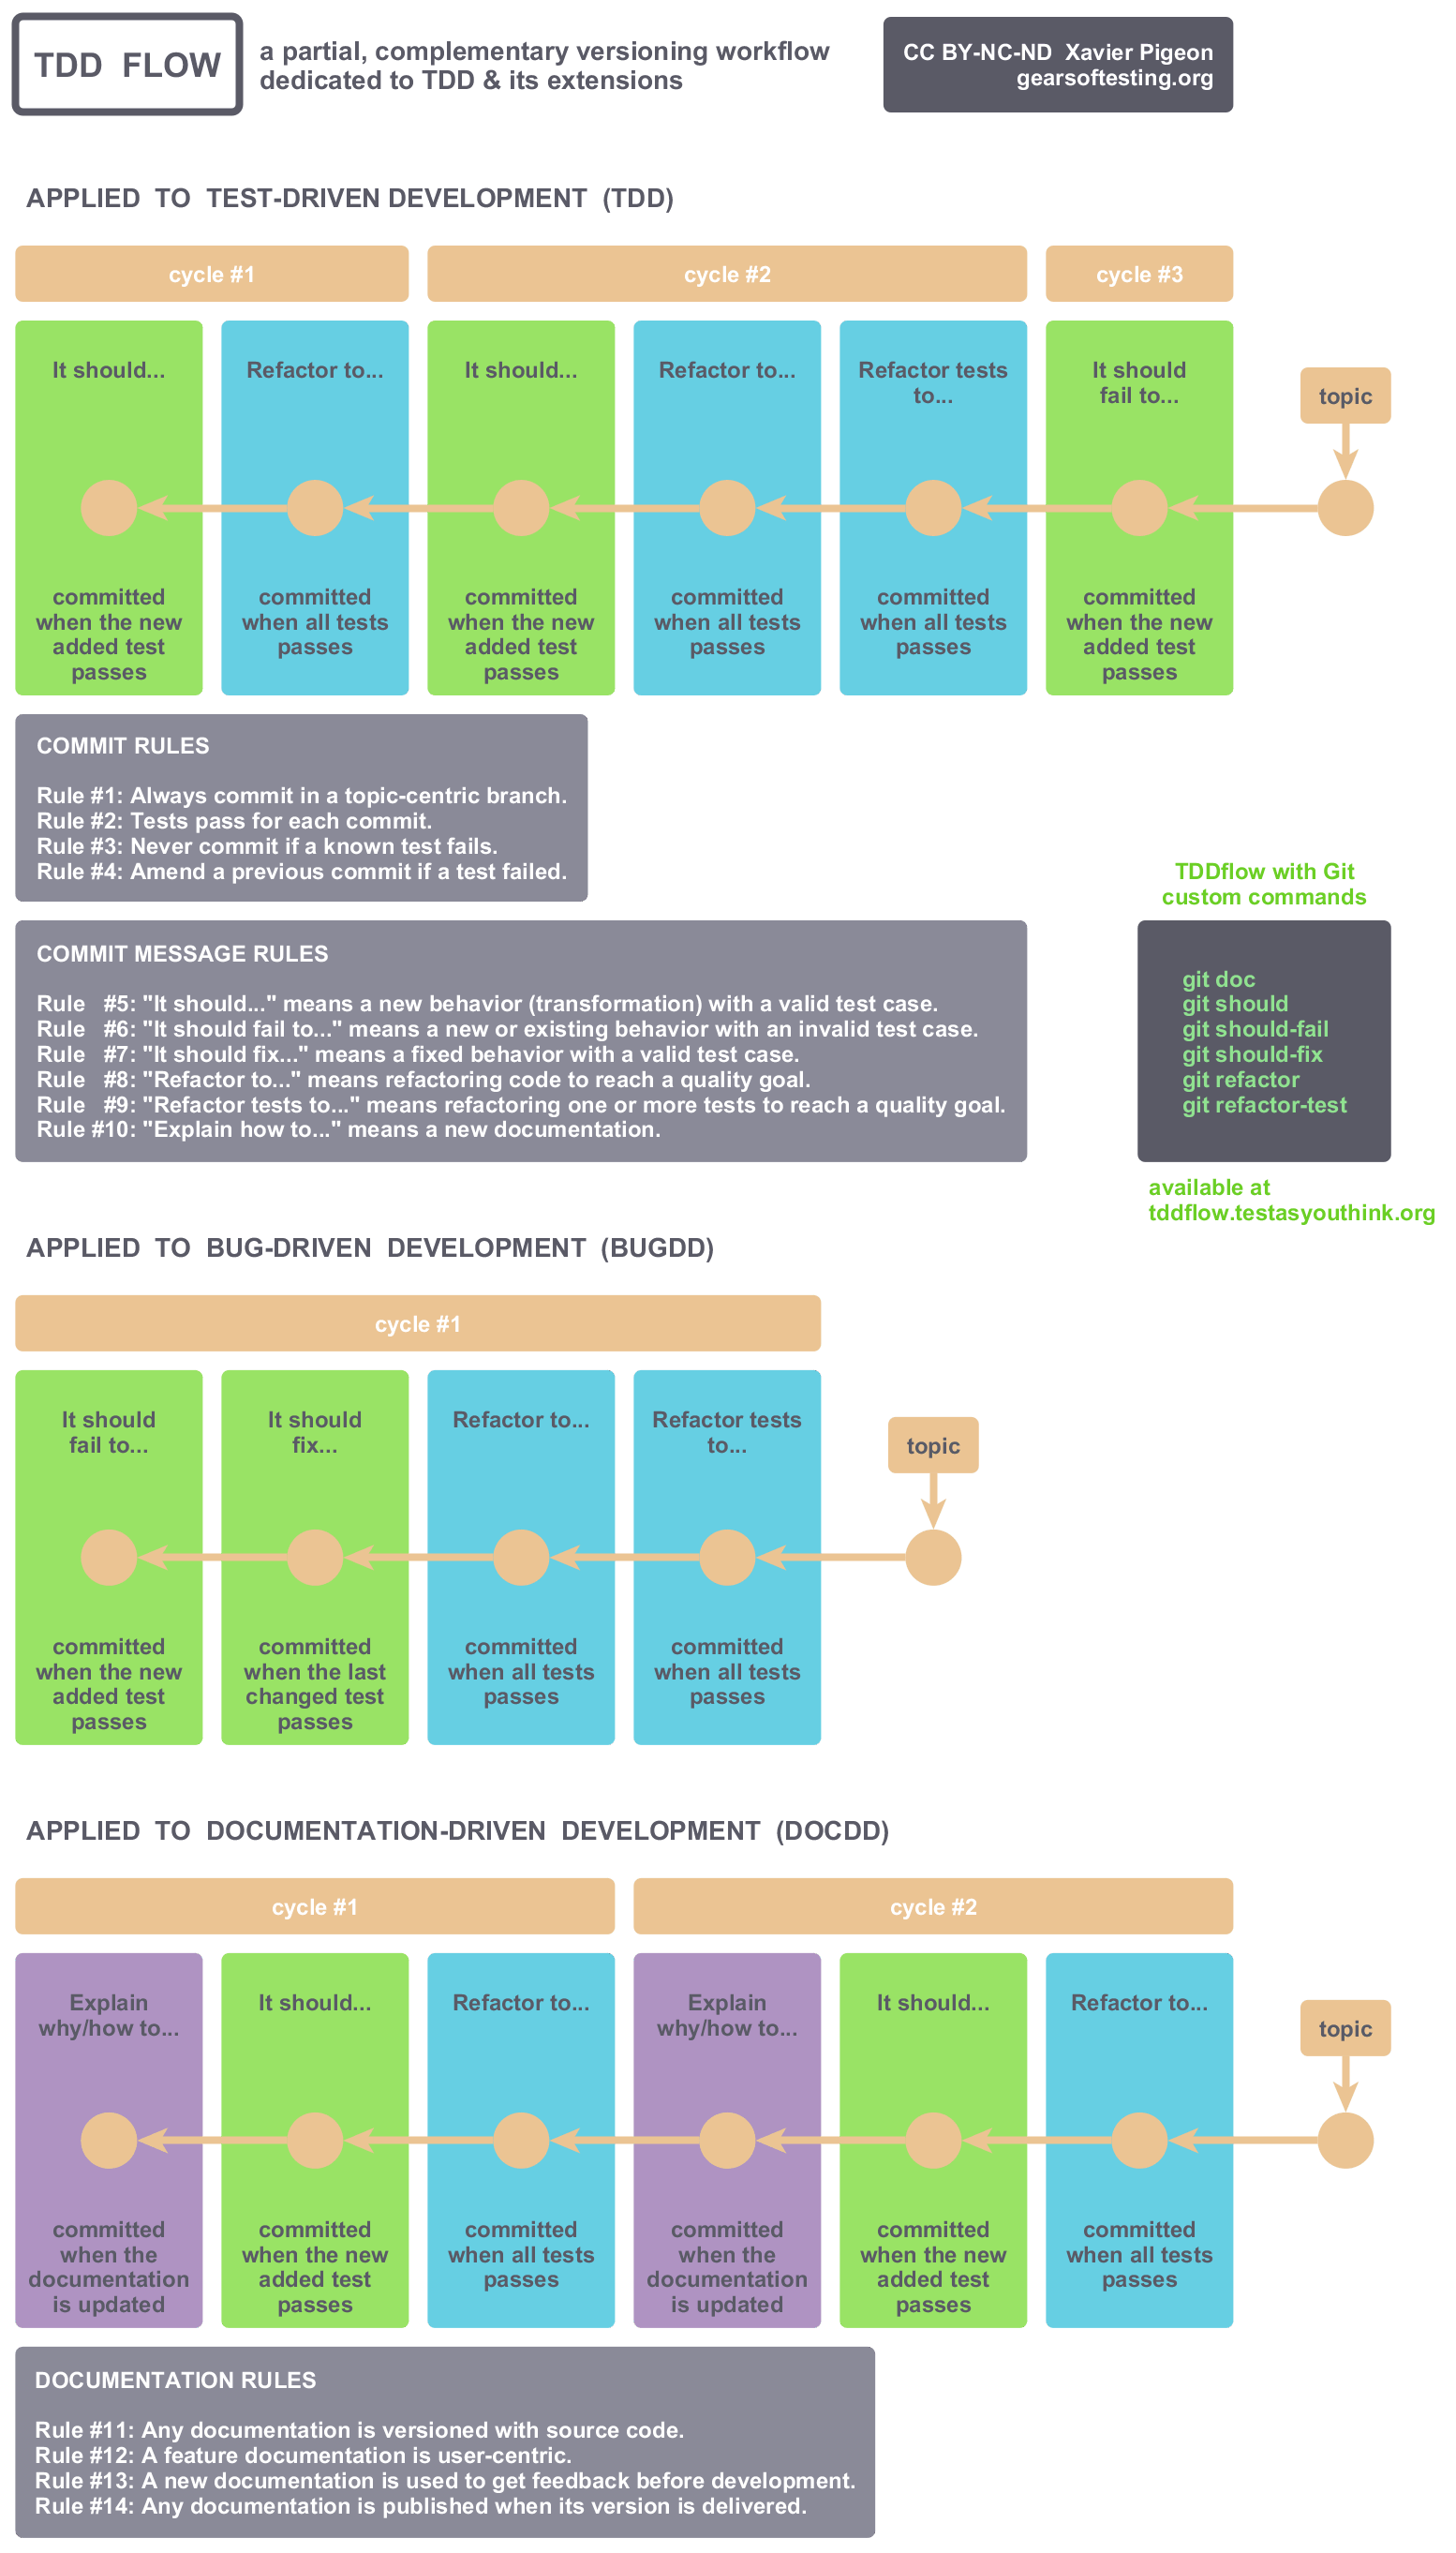 TDD FLOW
a partial, complementary versioning workflow
dedicated to TDD & its extensions
CC BY-NC-ND Xavier Pigeon
gearsoftesting.org
APPLIED TO TEST-DRIVEN DEVELOPMENT (TDD)
cycle #1
cycle #2
cycle #3
It should...
Refactor to...
It should...
Refactor to...
Refactor tests
to...
It should
fail to...
topic
committed
when the new
added test
passes
committed
when all tests
passes
committed
when the new
added test
passes
committed
when all tests
passes
committed
when all tests
passes
committed
when the new
added test
passes
COMMIT RULES
Rule #1: Always commit in a topic-centric branch.
Rule #2: Tests pass for each commit.
Rule #3: Never commit if a known test fails.
Rule #4: Amend a previous commit if a test failed.
COMMIT MESSAGE RULES
Rule #5: "It should..." means a new behavior (transformation) with a valid test case.
Rule #6: "It should fail to..." means a new or existing behavior with an invalid test case.
Rule #7: "It should fix..." means a fixed behavior with a valid test case.
Rule #8: "Refactor to..." means refactoring code to reach a quality goal.
Rule #9: "Refactor tests to..." means refactoring one or more tests to reach a quality goal.
Rule #10: "Explain how to..." means a new documentation.
TDDflow with Git
custom commands
git doc
git should
git should-fail
git should-fix
git refactor
git refactor-test
available at
tddflow.testasyouthink.org
APPLIED TO BUG-DRIVEN DEVELOPMENT (BUGDD)
cycle #1
It should
fail to...
It should
fix...
Refactor to...
Refactor tests
to...
topic
committed
when the new
added test
passes
committed
when the last
changed test
passes
committed
when all tests
passes
committed
when all tests
passes
APPLIED TO DOCUMENTATION-DRIVEN DEVELOPMENT (DOCDD)
cycle #1
cycle #2
Explain
why/how to...
It should...
Refactor to...
Explain
why/how to...
It should...
Refactor to...
topic
committed
when the
documentation
is updated
committed
when the new
added test
passes
committed
when all tests
passes
committed
when the
documentation
is updated
committed
when the new
added test
passes
committed
when all tests
passes
DOCUMENTATION RULES
Rule #11: Any documentation is versioned with source code.
Rule #12: A feature documentation is user-centric.
Rule #13: A new documentation is used to get feedback before development.
Rule #14: Any documentation is published when its version is delivered.